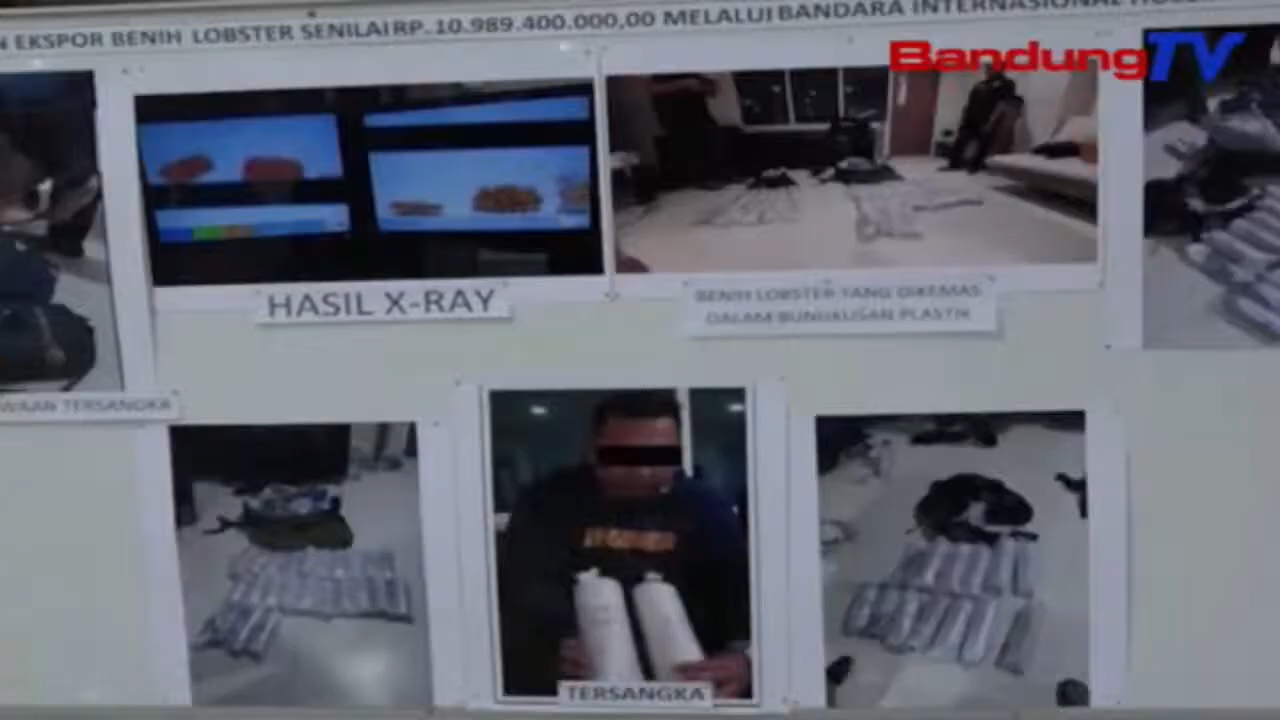 EKSPOR BENIH LOBSTER SENILAI RP. 10.989.400.000,00 MELALUI BANDARA INTERNASIONAL
BandungTV
HASIL X-RAY
BENIH LOBSTER YANG DIKEMAS
DALAM PLASTIK
TERSANGKA
TERSANGKA